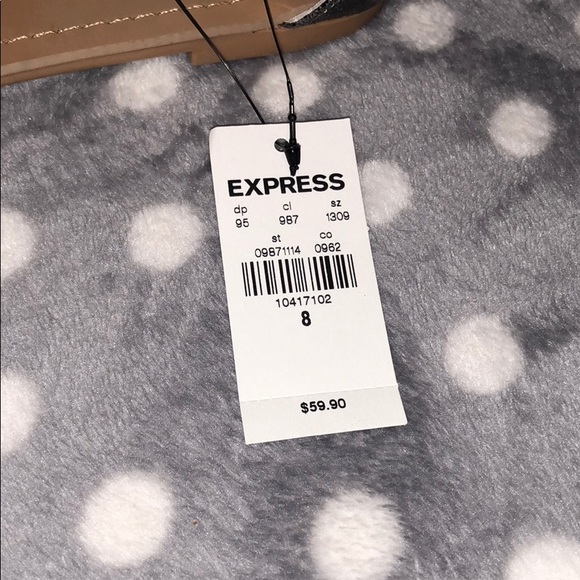 EXPRESS
dp cl sz
95 987 1309
st co
09871114 0962
10417102
8
$59.90